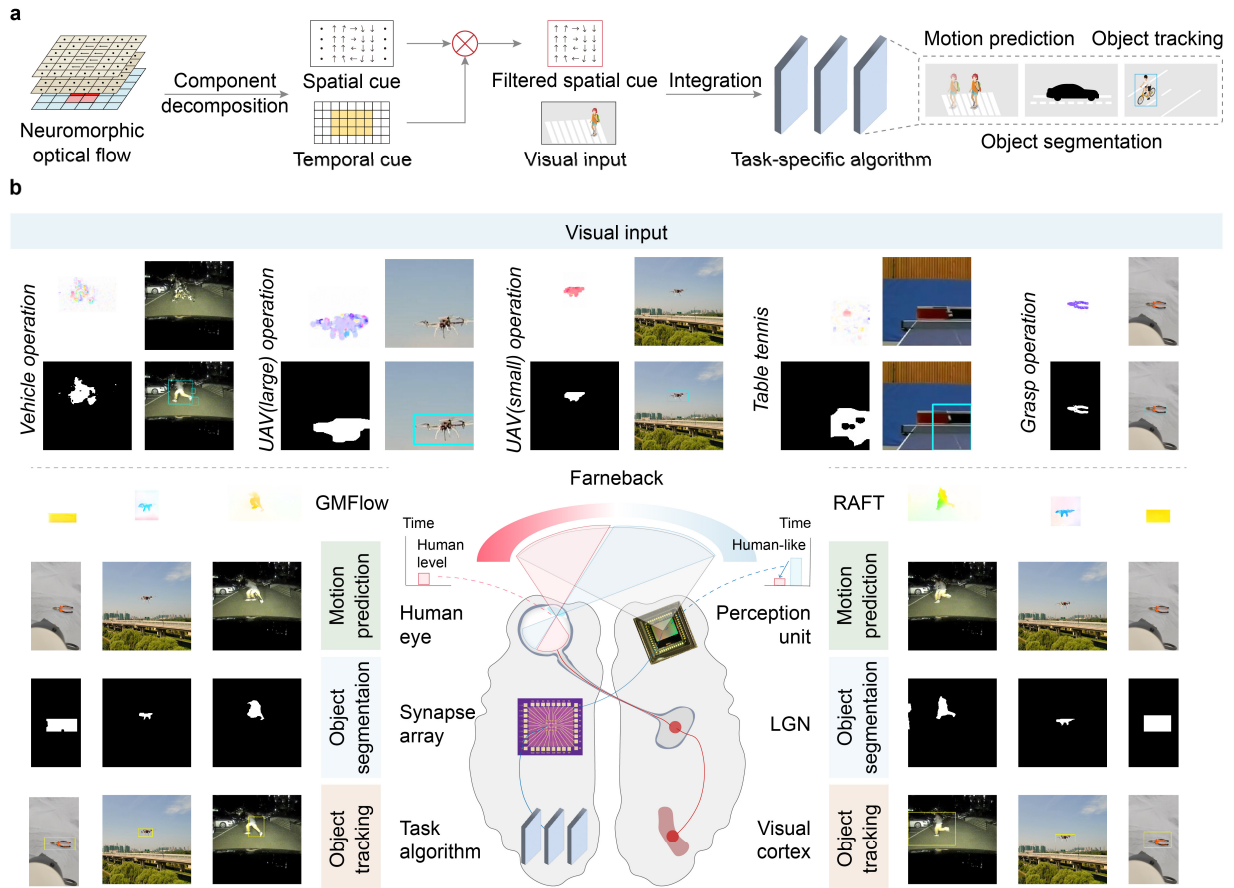 a
Motion prediction
Object tracking
Component
decomposition
Spatial cue
Filtered spatial cue
Integration
Neuromorphic
optical flow
Temporal cue
Visual input
Task-specific algorithm
Object segmentation
b
Visual input
Vehicle operation
UAV(large) operation
UAV(small) operation
Table tennis
Grasp operation
Farneback
GMFlow
RAFT
Time
Human
level
Time
Human-like
Motion
prediction
Human
eye
Perception
unit
Motion
prediction
Object
segmentaion
Synapse
array
LGN
Object
segmentaion
Object
tracking
Task
algorithm
Visual
cortex
Object
tracking